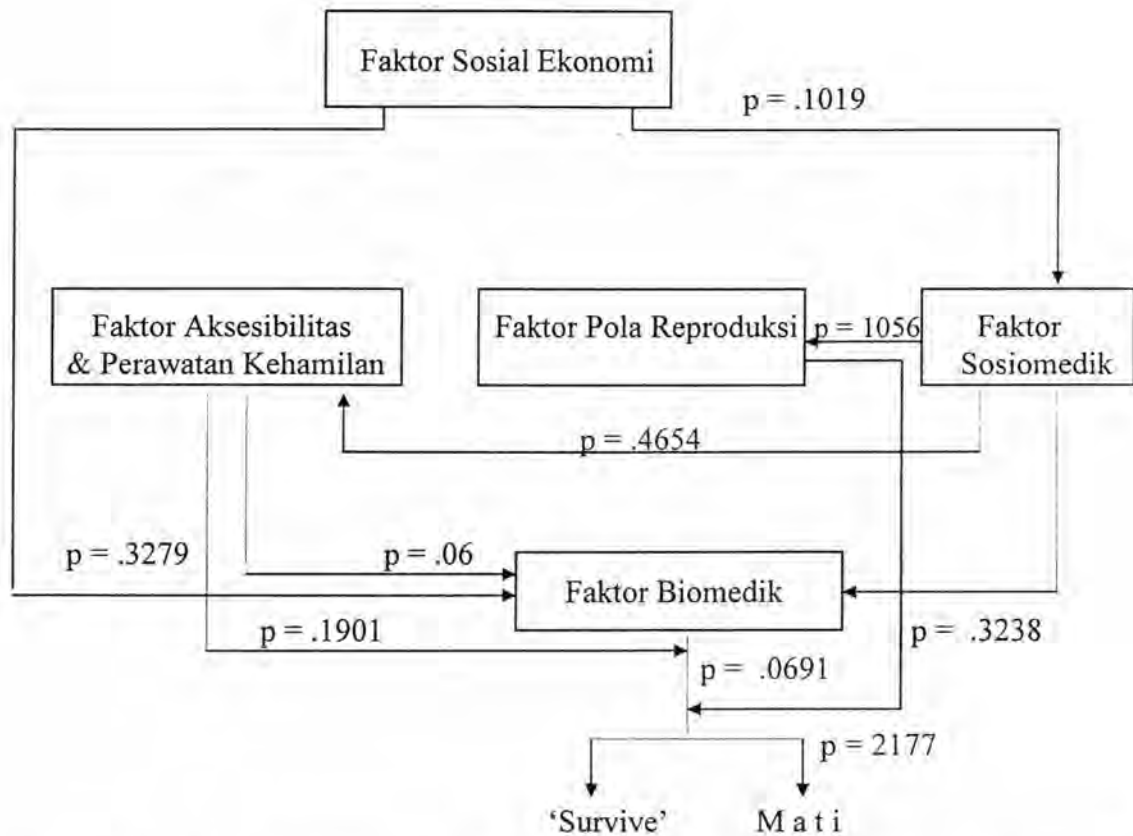 Faktor Sosial Ekonomi
p = .1019
Faktor Aksesibilitas
& Perawatan Kehamilan
Faktor Pola Reproduksi
p = 1056
Faktor
Sosiomedik
p = .4654
p = .3279
p = .06
Faktor Biomedik
p = .1901
p = .3238
p = .0691
p = 2177
‘Survive’
M a t i